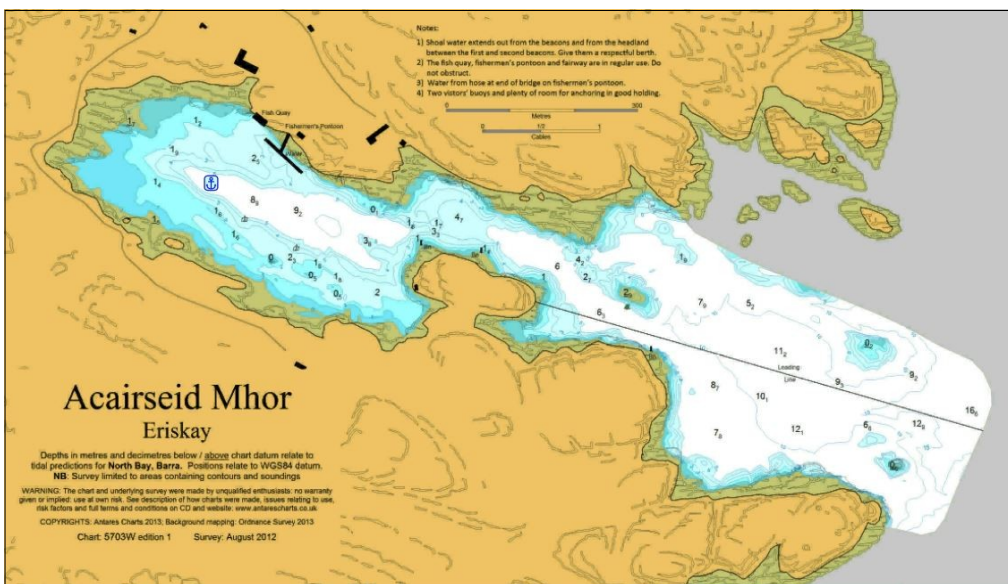 Notes:
1) Shoal water extends out from the beacons and from the headland
between the first and second beacons. Give them a respectful berth.
2) The fish quay, fishermen's pontoon and fairway are in regular use. Do
not obstruct.
3) Water from hose at end of bridge on fishermen's pontoon.
4) Two vistors' buoys and plenty of room for anchoring in good holding.
0 300
Metres
0 1/2 1
Cables
Fish Quay
Fishermen's Pontoon
Water
Leading
Line
Acairseid Mhor
Eriskay
Depths in metres and decimetres below / above chart datum relate to
tidal predictions for North Bay, Barra. Positions relate to WGS84 datum.
NB: Survey limited to areas containing contours and soundings
WARNING: The chart and underlying survey were made by unqualified enthusiasts: no warranty
given or implied: use at own risk. See description of how charts were made, issues relating to use,
risk factors and full terms and conditions on CD and website: www.antarescharts.co.uk
COPYRIGHTS: Antares Charts 2013; Background mapping: Ordnance Survey 2013
Chart: 5703W edition 1 Survey: August 2012